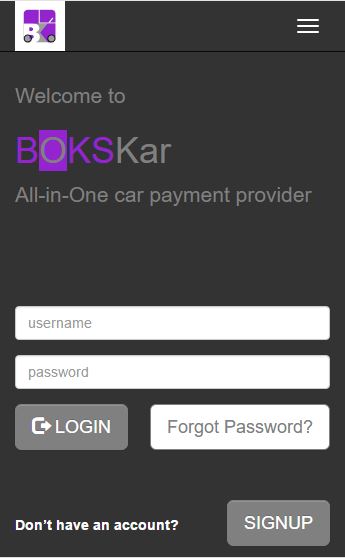 Welcome to
BOKSKar
All-in-One car payment provider
username
password
LOGIN
Forgot Password?
Don't have an account?
SIGNUP